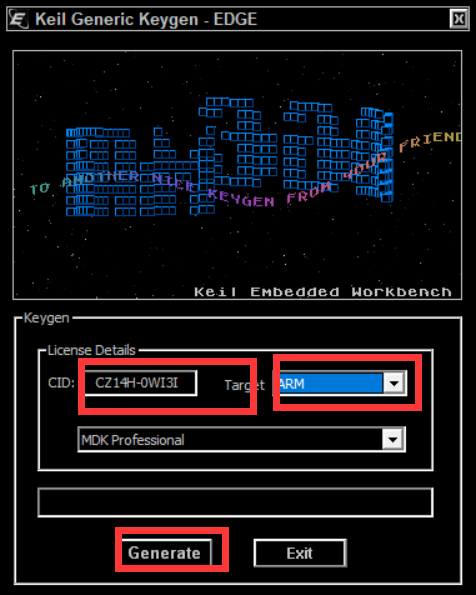 Keil Generic Keygen - EDGE
TO ANOTHER NICE KEYGEN FROM YOUR FRIEND
Keil Embedded Workbench
Keygen
License Details
CID: CZ14H-0WI3I Target ARM
MDK Professional
Generate Exit